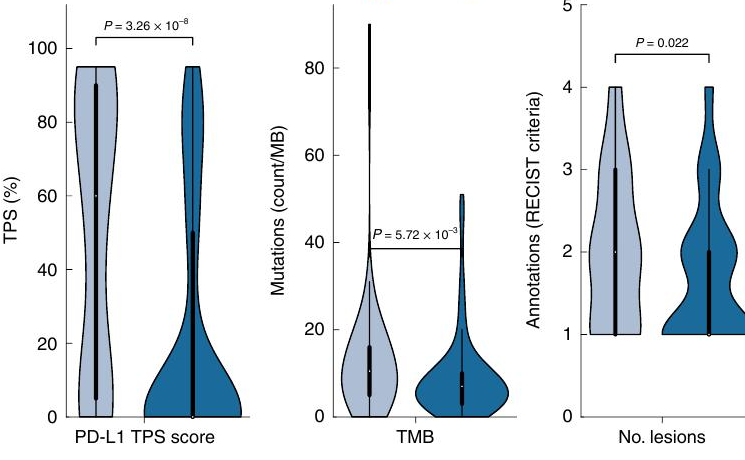 TPS (%)
100
80
60
40
20
0
P = 3.26 × 10⁻⁸
PD-L1 TPS score
Mutations (count/MB)
80
60
40
20
0
P = 5.72 × 10⁻³
TMB
Annotations (RECIST criteria)
5
4
3
2
1
0
P = 0.022
No. lesions